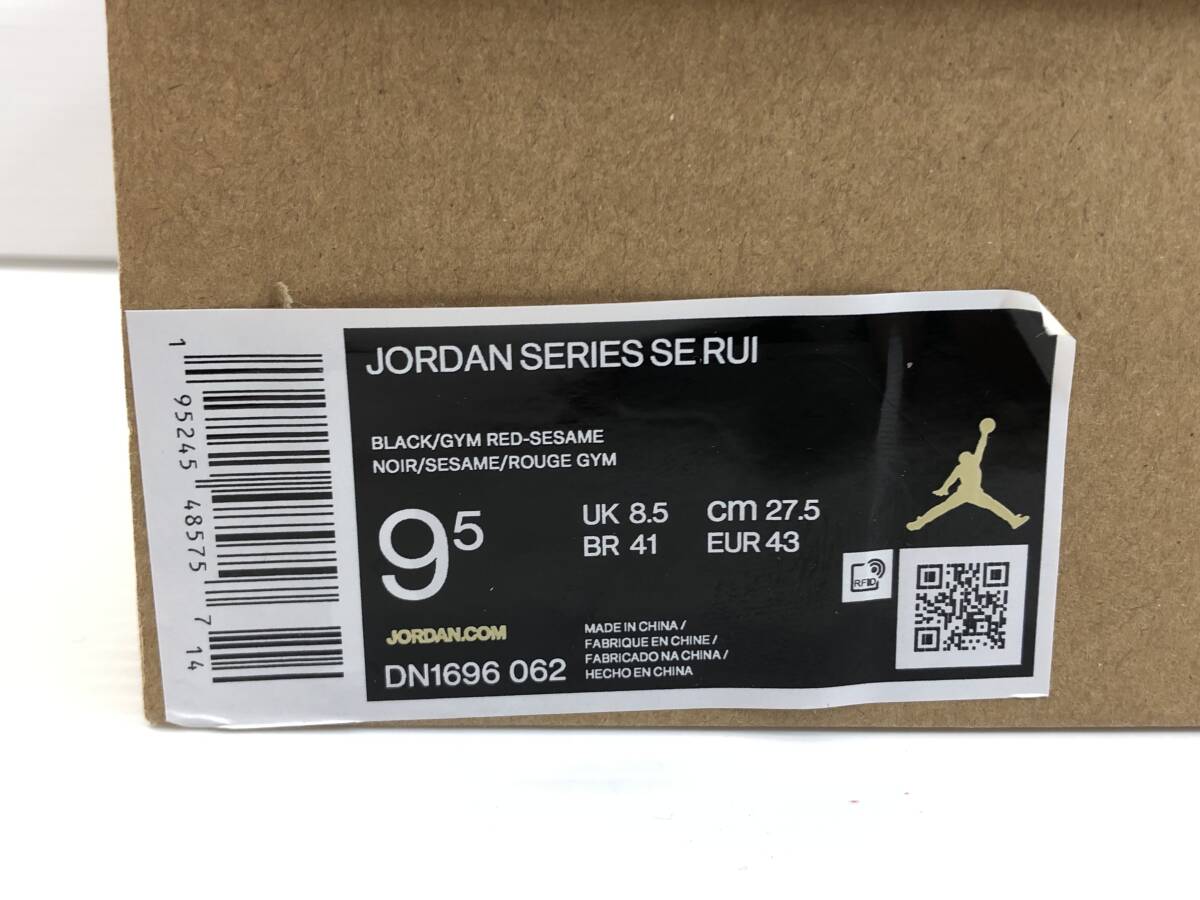 JORDAN SERIES SE RUI
BLACK/GYM RED-SESAME
NOIR/SESAME/ROUGE GYM
9 5
UK 8.5 cm 27.5
BR 41 EUR 43
RFID
JORDAN.COM
DN1696 062
MADE IN CHINA /
FABRIQUE EN CHINE /
FABRICADO NA CHINA /
HECHO EN CHINA
1 95245 48575 7 14